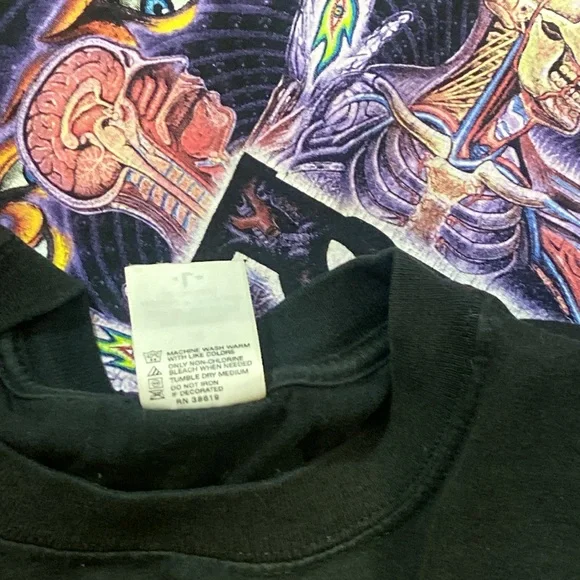 MACHINE WASH WARM
WITH LIKE COLORS
ONLY NON-CHLORINE
BLEACH WHEN NEEDED
TUMBLE DRY MEDIUM
DO NOT IRON
IF DECORATED
RN 38619